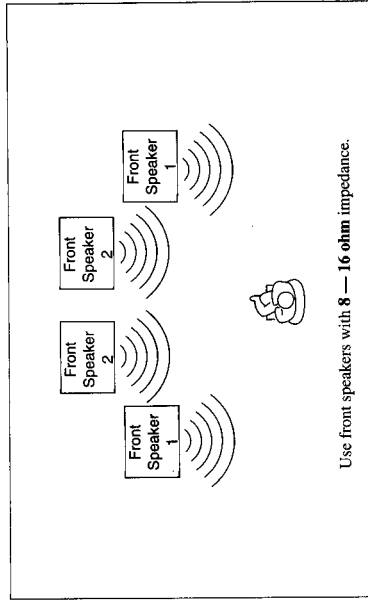 Front
Speaker
1
Front
Speaker
2
Front
Speaker
2
Front
Speaker
1
Use front speakers with 8 — 16 ohm impedance.